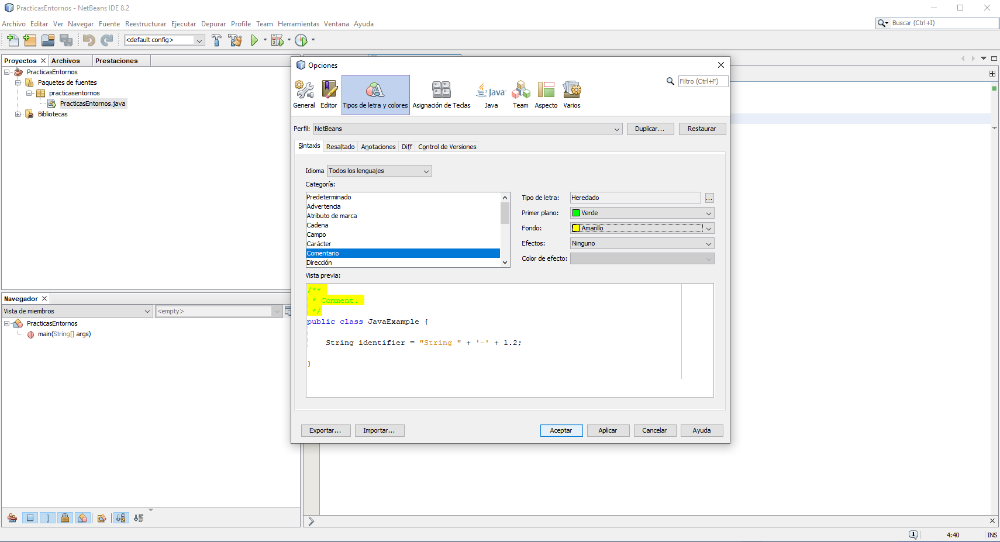 PracticasEntornos - NetBeans IDE 8.2
Archivo Editar Ver Navegar Fuente Reestructurar Ejecutar Depurar Profile Team Herramientas Ventana Ayuda
Buscar (Ctrl+I)
<default config>
Proyectos Archivos Prestaciones
PracticasEntornos
Paquetes de fuentes
practicasentornos
PracticasEntornos.java
Bibliotecas
Navegador
Vista de miembros <empty>
PracticasEntornos
main(String[] args)
Opciones
Filtro (Ctrl+F)
General Editor Tipos de letra y colores Asignación de Teclas Java Team Aspecto Varios
Perfil: NetBeans Duplicar... Restaurar
Sintaxis Resaltado Anotaciones Diff Control de Versiones
Idioma Todos los lenguajes
Categoría:
Predeterminado
Advertencia
Atributo de marca
Cadena
Campo
Carácter
Comentario
Dirección
Tipo de letra: Heredado ...
Primer plano: Verde
Fondo: Amarillo
Efectos: Ninguno
Color de efecto:
Vista previa:
/**
* Comment.
*/
public class JavaExample {
String identifier = "String " + '-' + 1.2;
}
Exportar... Importar... Aceptar Aplicar Cancelar Ayuda
1 4:40 INS